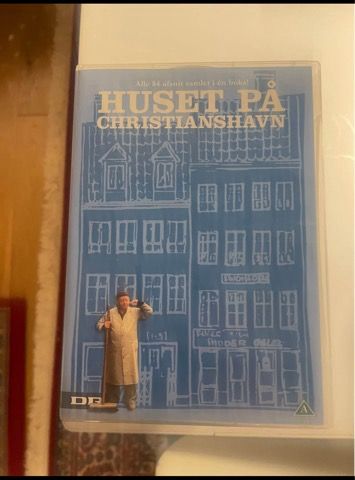 Alle 84 afsnit samlet i én boks!
HUSET PÅ
CHRISTIANSHAVN
DR
A